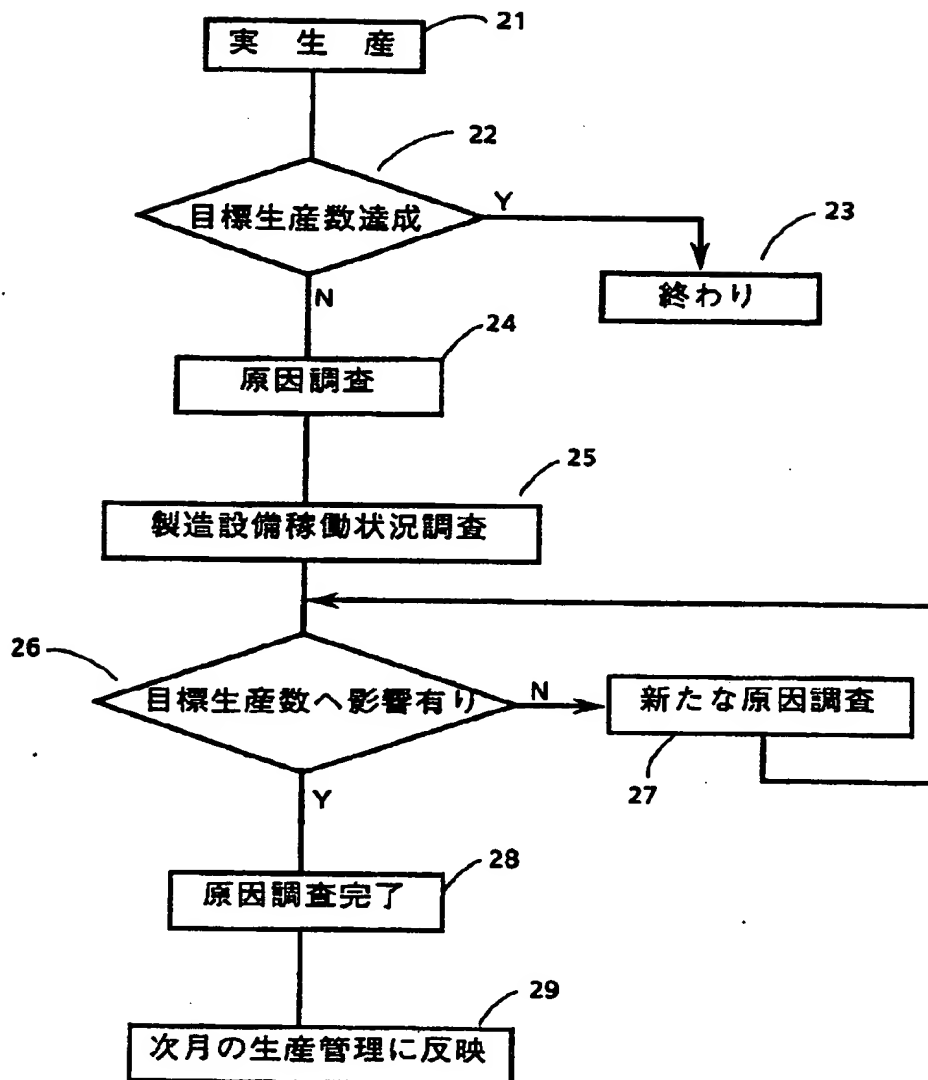 21
実 生 産
22
目標生産数達成
Y
23
終わり
N
24
原因調査
25
製造設備稼働状況調査
26
目標生産数へ影響有り
N
新たな原因調査
27
Y
28
原因調査完了
29
次月の生産管理に反映